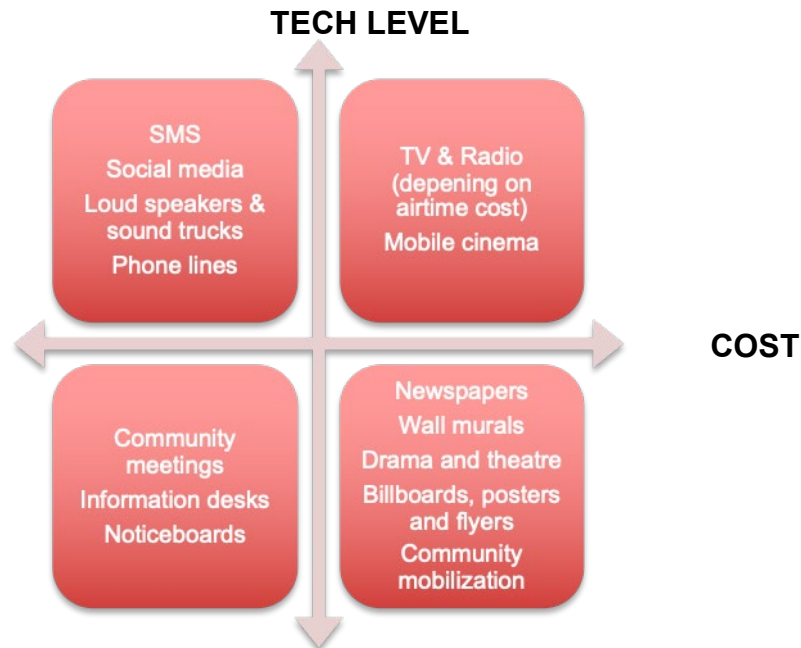 TECH LEVEL
SMS
Social media
Loud speakers &
sound trucks
Phone lines
TV & Radio
(depening on
airtime cost)
Mobile cinema
COST
Community
meetings
Information desks
Noticeboards
Newspapers
Wall murals
Drama and theatre
Billboards, posters
and flyers
Community
mobilization